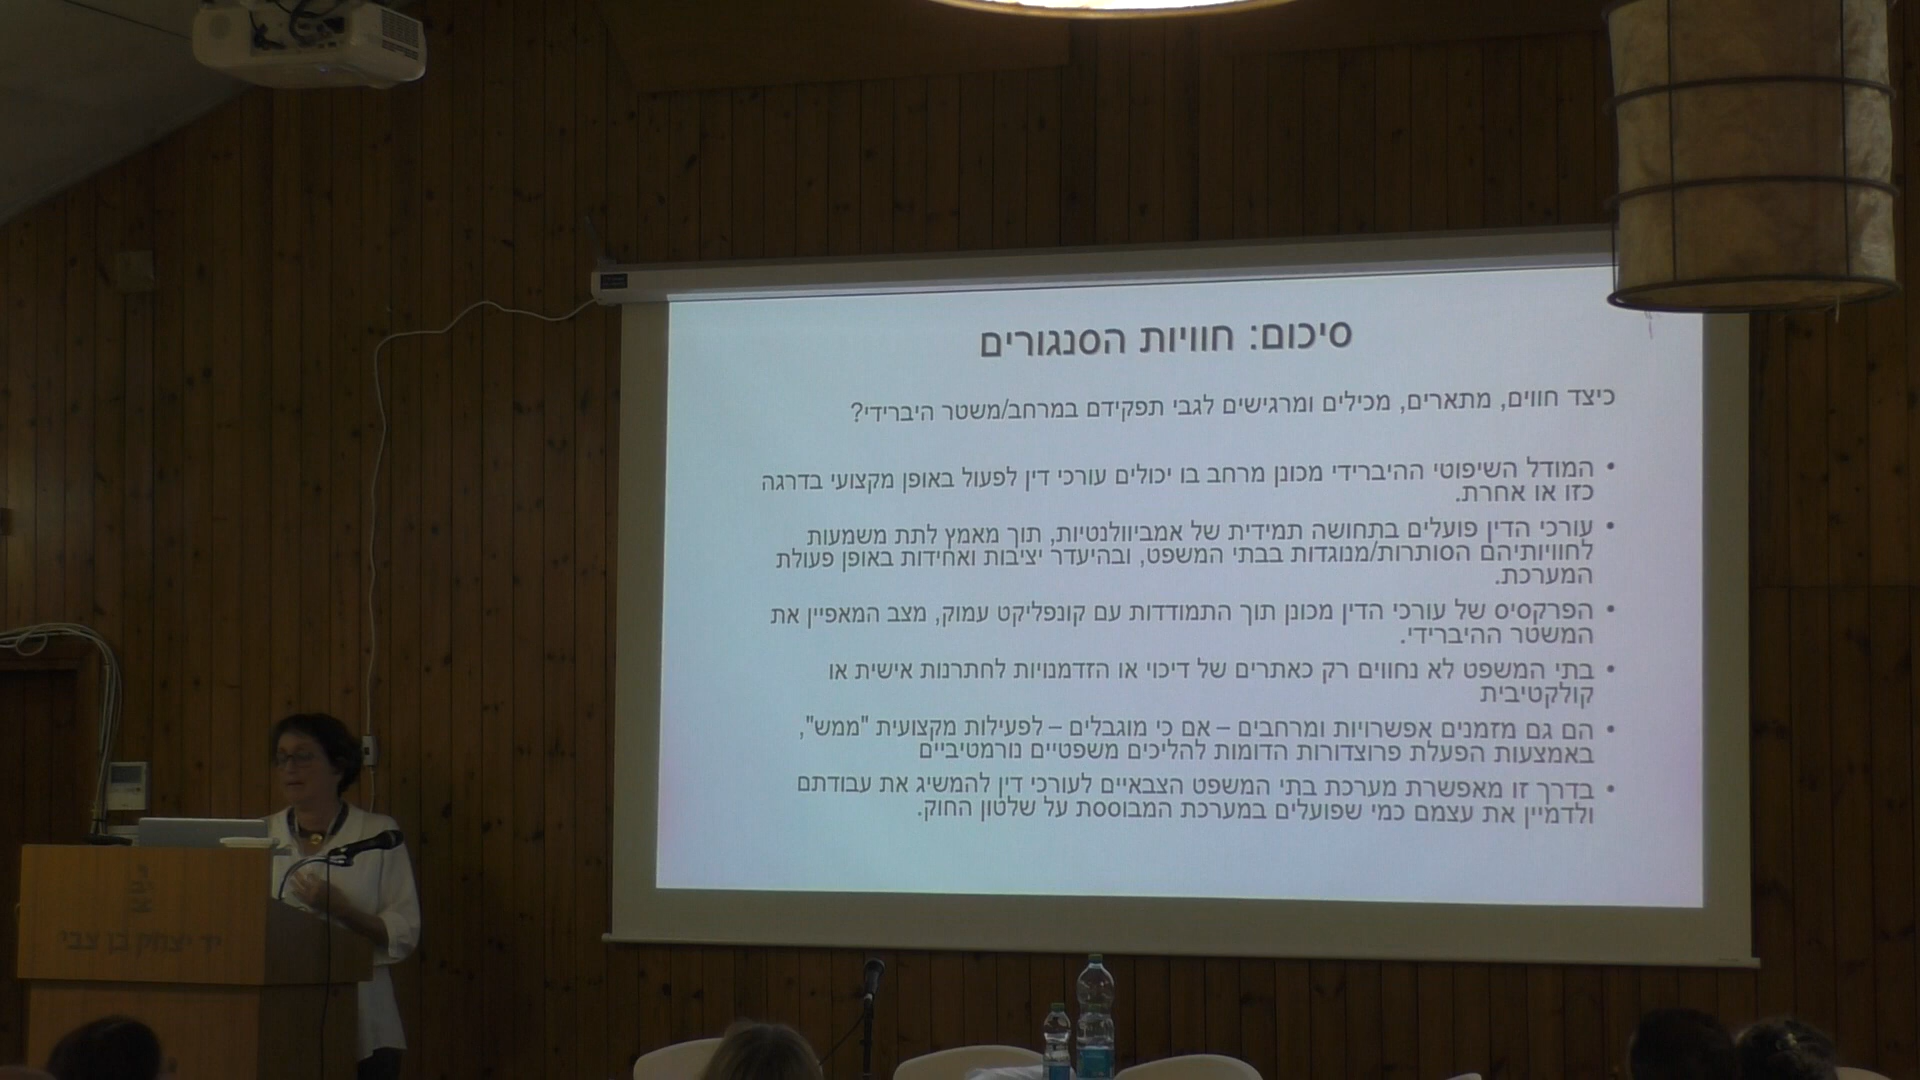 סיכום: חוויות הסנגורים
כיצד חווים, מתארים, מכילים ומרגישים לגבי תפקידם במרחב/משטר היברידי?
• המודל השיפוטי ההיברידי מכונן מרחב בו יכולים עורכי דין לפעול באופן מקצועי בדרגה
כזו או אחרת.
• עורכי הדין פועלים בתחושה תמידית של אמביוולנטיות, תוך מאמץ לתת משמעות
לחוויותיהם הסותרות/מנוגדות בבתי המשפט, ובהיעדר יציבות ואחידות באופן פעולת
המערכת.
• הפרקסיס של עורכי הדין מכונן תוך התמודדות עם קונפליקט עמוק, מצב המאפיין את
המשטר ההיברידי.
• בתי המשפט לא נחווים רק כאתרים של דיכוי או הזדמנויות לחתרנות אישית או
קולקטיבית
• הם גם מזמנים אפשרויות ומרחבים – אם כי מוגבלים – לפעילות מקצועית "ממש",
באמצעות הפעלת פרוצדורות הדומות להליכים משפטיים נורמטיביים
• בדרך זו מאפשרת מערכת בתי המשפט הצבאיים לעורכי דין להמשיג את עבודתם
ולדמיין את עצמם כמי שפועלים במערכת המבוססת על שלטון החוק.
יד יצחק בן צבי